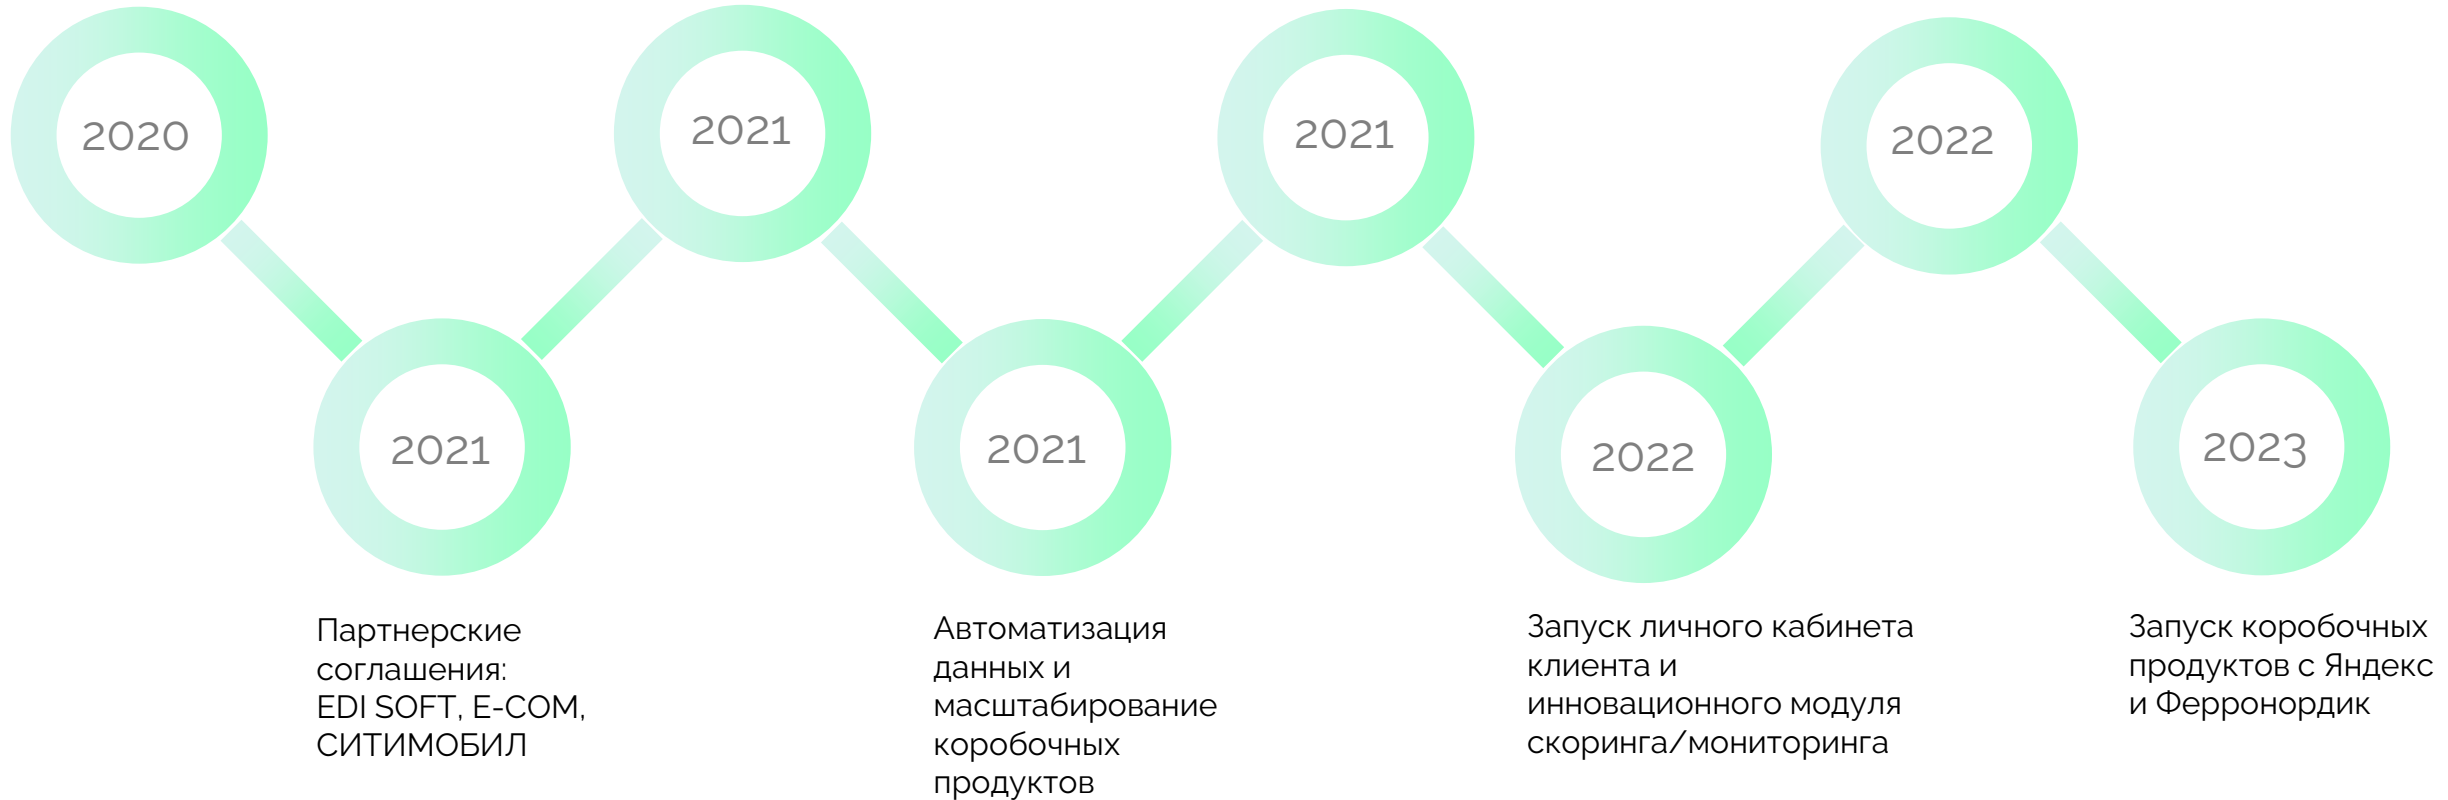 2020
2021
2021
2022
2021
2021
2022
2023
Партнерские
соглашения:
EDI SOFT, E-COM,
СИТИМОБИЛ
Автоматизация
данных и
масштабирование
коробочных
продуктов
Запуск личного кабинета
клиента и
инновационного модуля
скоринга/мониторинга
Запуск коробочных
продуктов с Яндекс
и Ферронордик